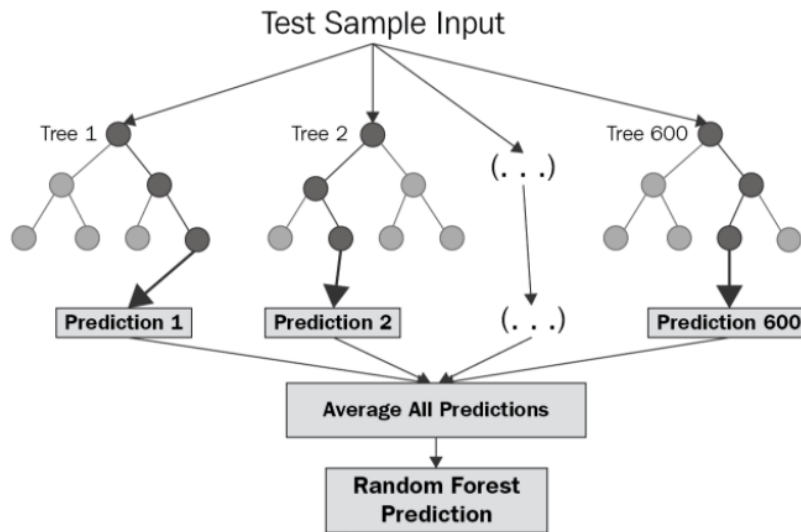 Test Sample Input
Tree 1
Tree 2
Tree 600
(. . .)
Prediction 1
Prediction 2
(. . .)
Prediction 600
Average All Predictions
Random Forest
Prediction